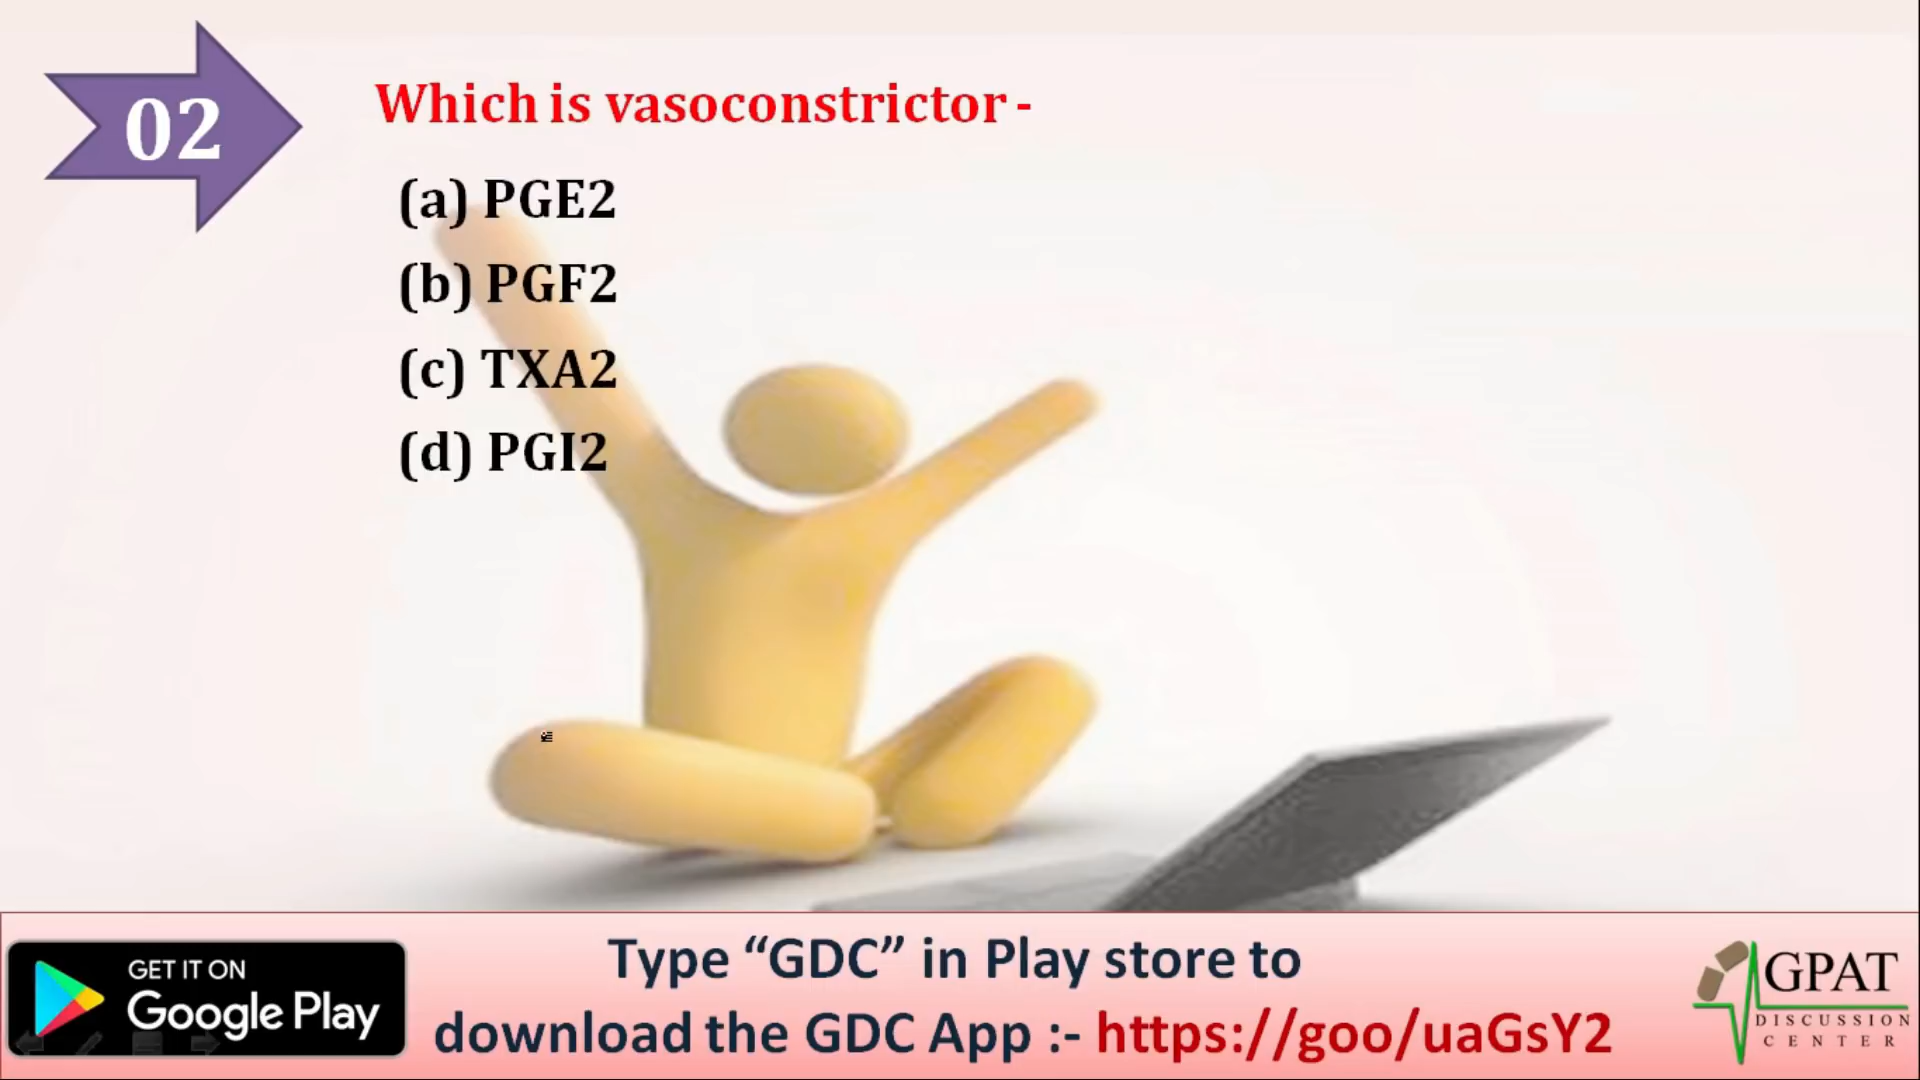 02
Which is vasoconstrictor -
(a) PGE2
(b) PGF2
(c) TXA2
(d) PGI2
GET IT ON
Google Play
Type “GDC” in Play store to
download the GDC App :- https://goo/uaGsY2
GPAT
DISCUSSION
CENTER